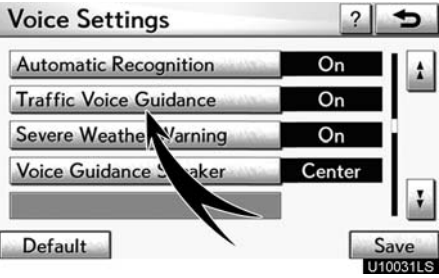 Voice Settings ?
Automatic Recognition On
Traffic Voice Guidance On
Severe Weather Warning On
Voice Guidance Speaker Center
Default Save
U10031LS